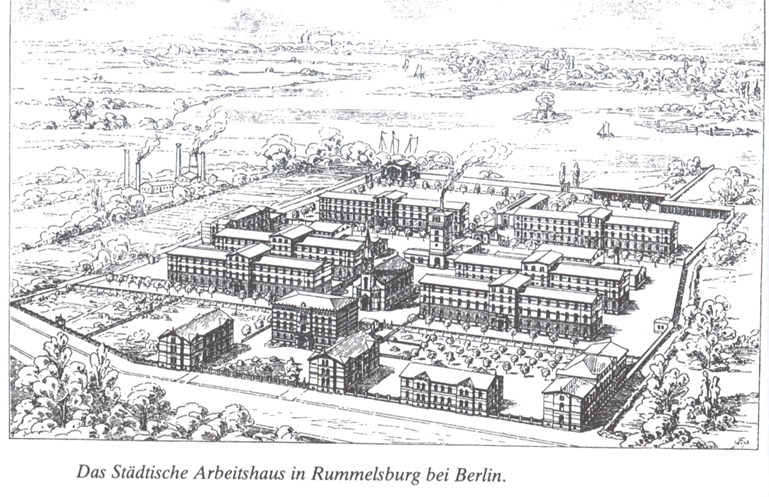 Das Städtische Arbeitshaus in Rummelsburg bei Berlin.